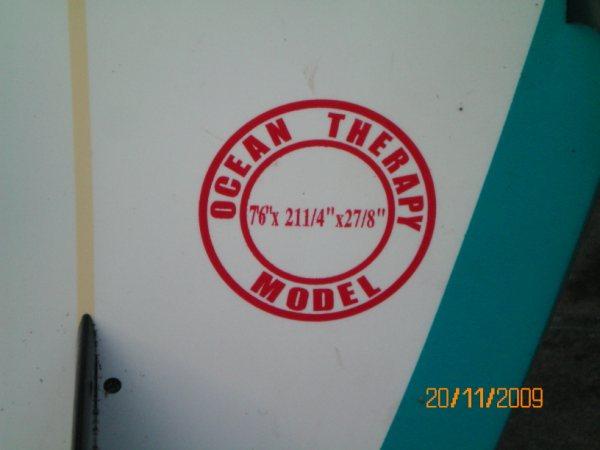 OCEAN THERAPY
7'6"x 211/4"x27/8"
MODEL
20/11/2009